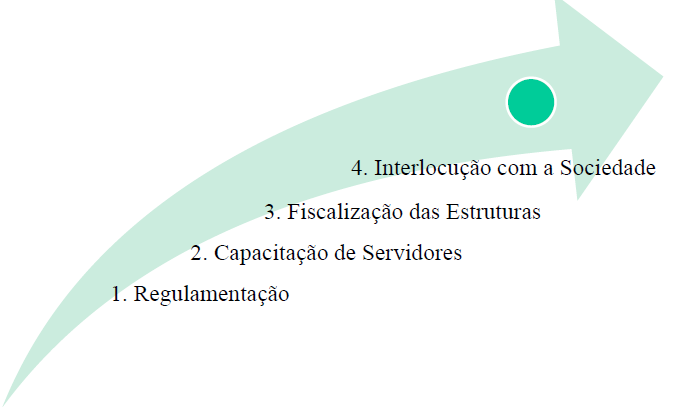 4. Interlocução com a Sociedade
3. Fiscalização das Estruturas
2. Capacitação de Servidores
1. Regulamentação